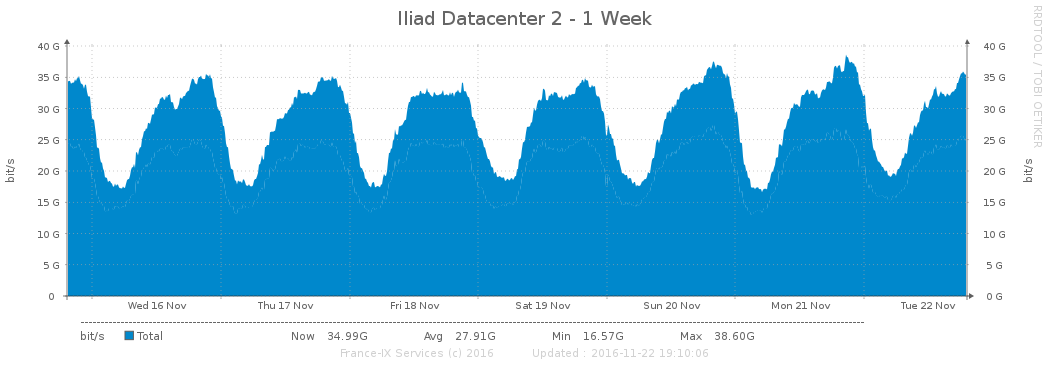 Iliad Datacenter 2 - 1 Week
RRDTOOL / TOBI OETIKER
40 G 40 G
35 G 35 G
30 G 30 G
25 G 25 G
20 G 20 G
15 G 15 G
10 G 10 G
5 G 5 G
0 0 G
bit/s bit/s
Wed 16 Nov Thu 17 Nov Fri 18 Nov Sat 19 Nov Sun 20 Nov Mon 21 Nov Tue 22 Nov
bit/s Total Now 34.99G Avg 27.91G Min 16.57G Max 38.60G
France-IX Services (c) 2016 Updated : 2016-11-22 19:10:06